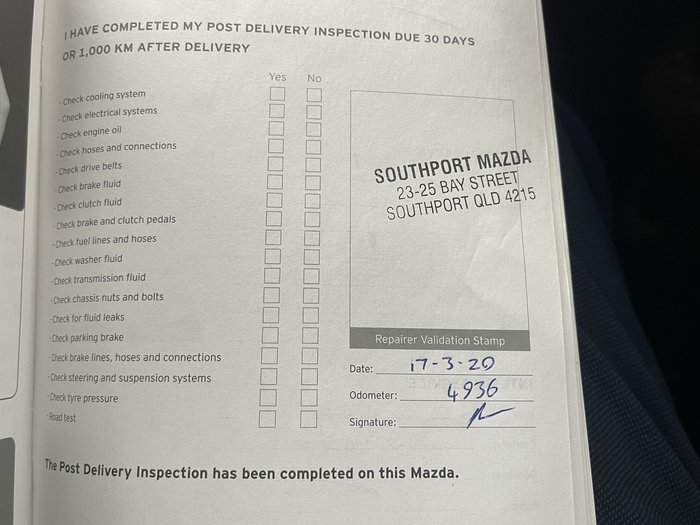 I HAVE COMPLETED MY POST DELIVERY INSPECTION DUE 30 DAYS
OR 1,000 KM AFTER DELIVERY
Yes No
- Check cooling system
- Check electrical systems
- Check engine oil
- Check hoses and connections
- Check drive belts
- Check brake fluid
- Check clutch fluid
- Check brake and clutch pedals
- Check fuel lines and hoses
- Check washer fluid
- Check transmission fluid
- Check chassis nuts and bolts
- Check for fluid leaks
- Check parking brake
- Check brake lines, hoses and connections
- Check steering and suspension systems
- Check tyre pressure
- Road test
SOUTHPORT MAZDA
23-25 BAY STREET
SOUTHPORT QLD 4215
Repairer Validation Stamp
Date: 17-3-20
Odometer: 4936
Signature:
The Post Delivery Inspection has been completed on this Mazda.